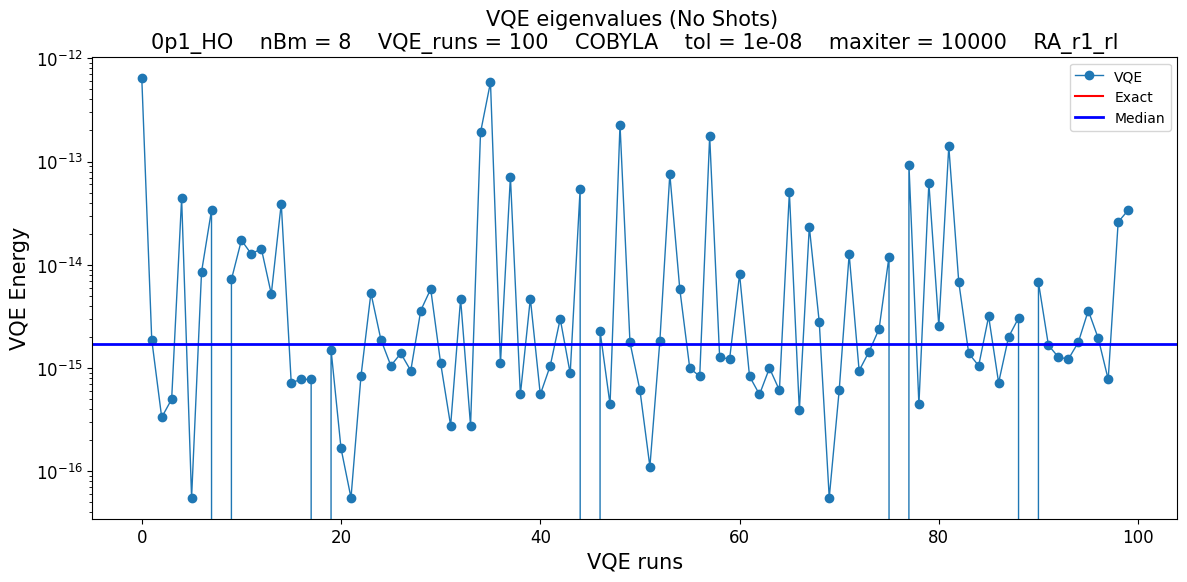 VQE eigenvalues (No Shots)
0p1_HO    nBm = 8    VQE_runs = 100    COBYLA    tol = 1e-08    maxiter = 10000    RA_r1_rl
VQE
Exact
Median
VQE Energy
10⁻¹²
10⁻¹³
10⁻¹⁴
10⁻¹⁵
10⁻¹⁶
0 20 40 60 80 100
VQE runs